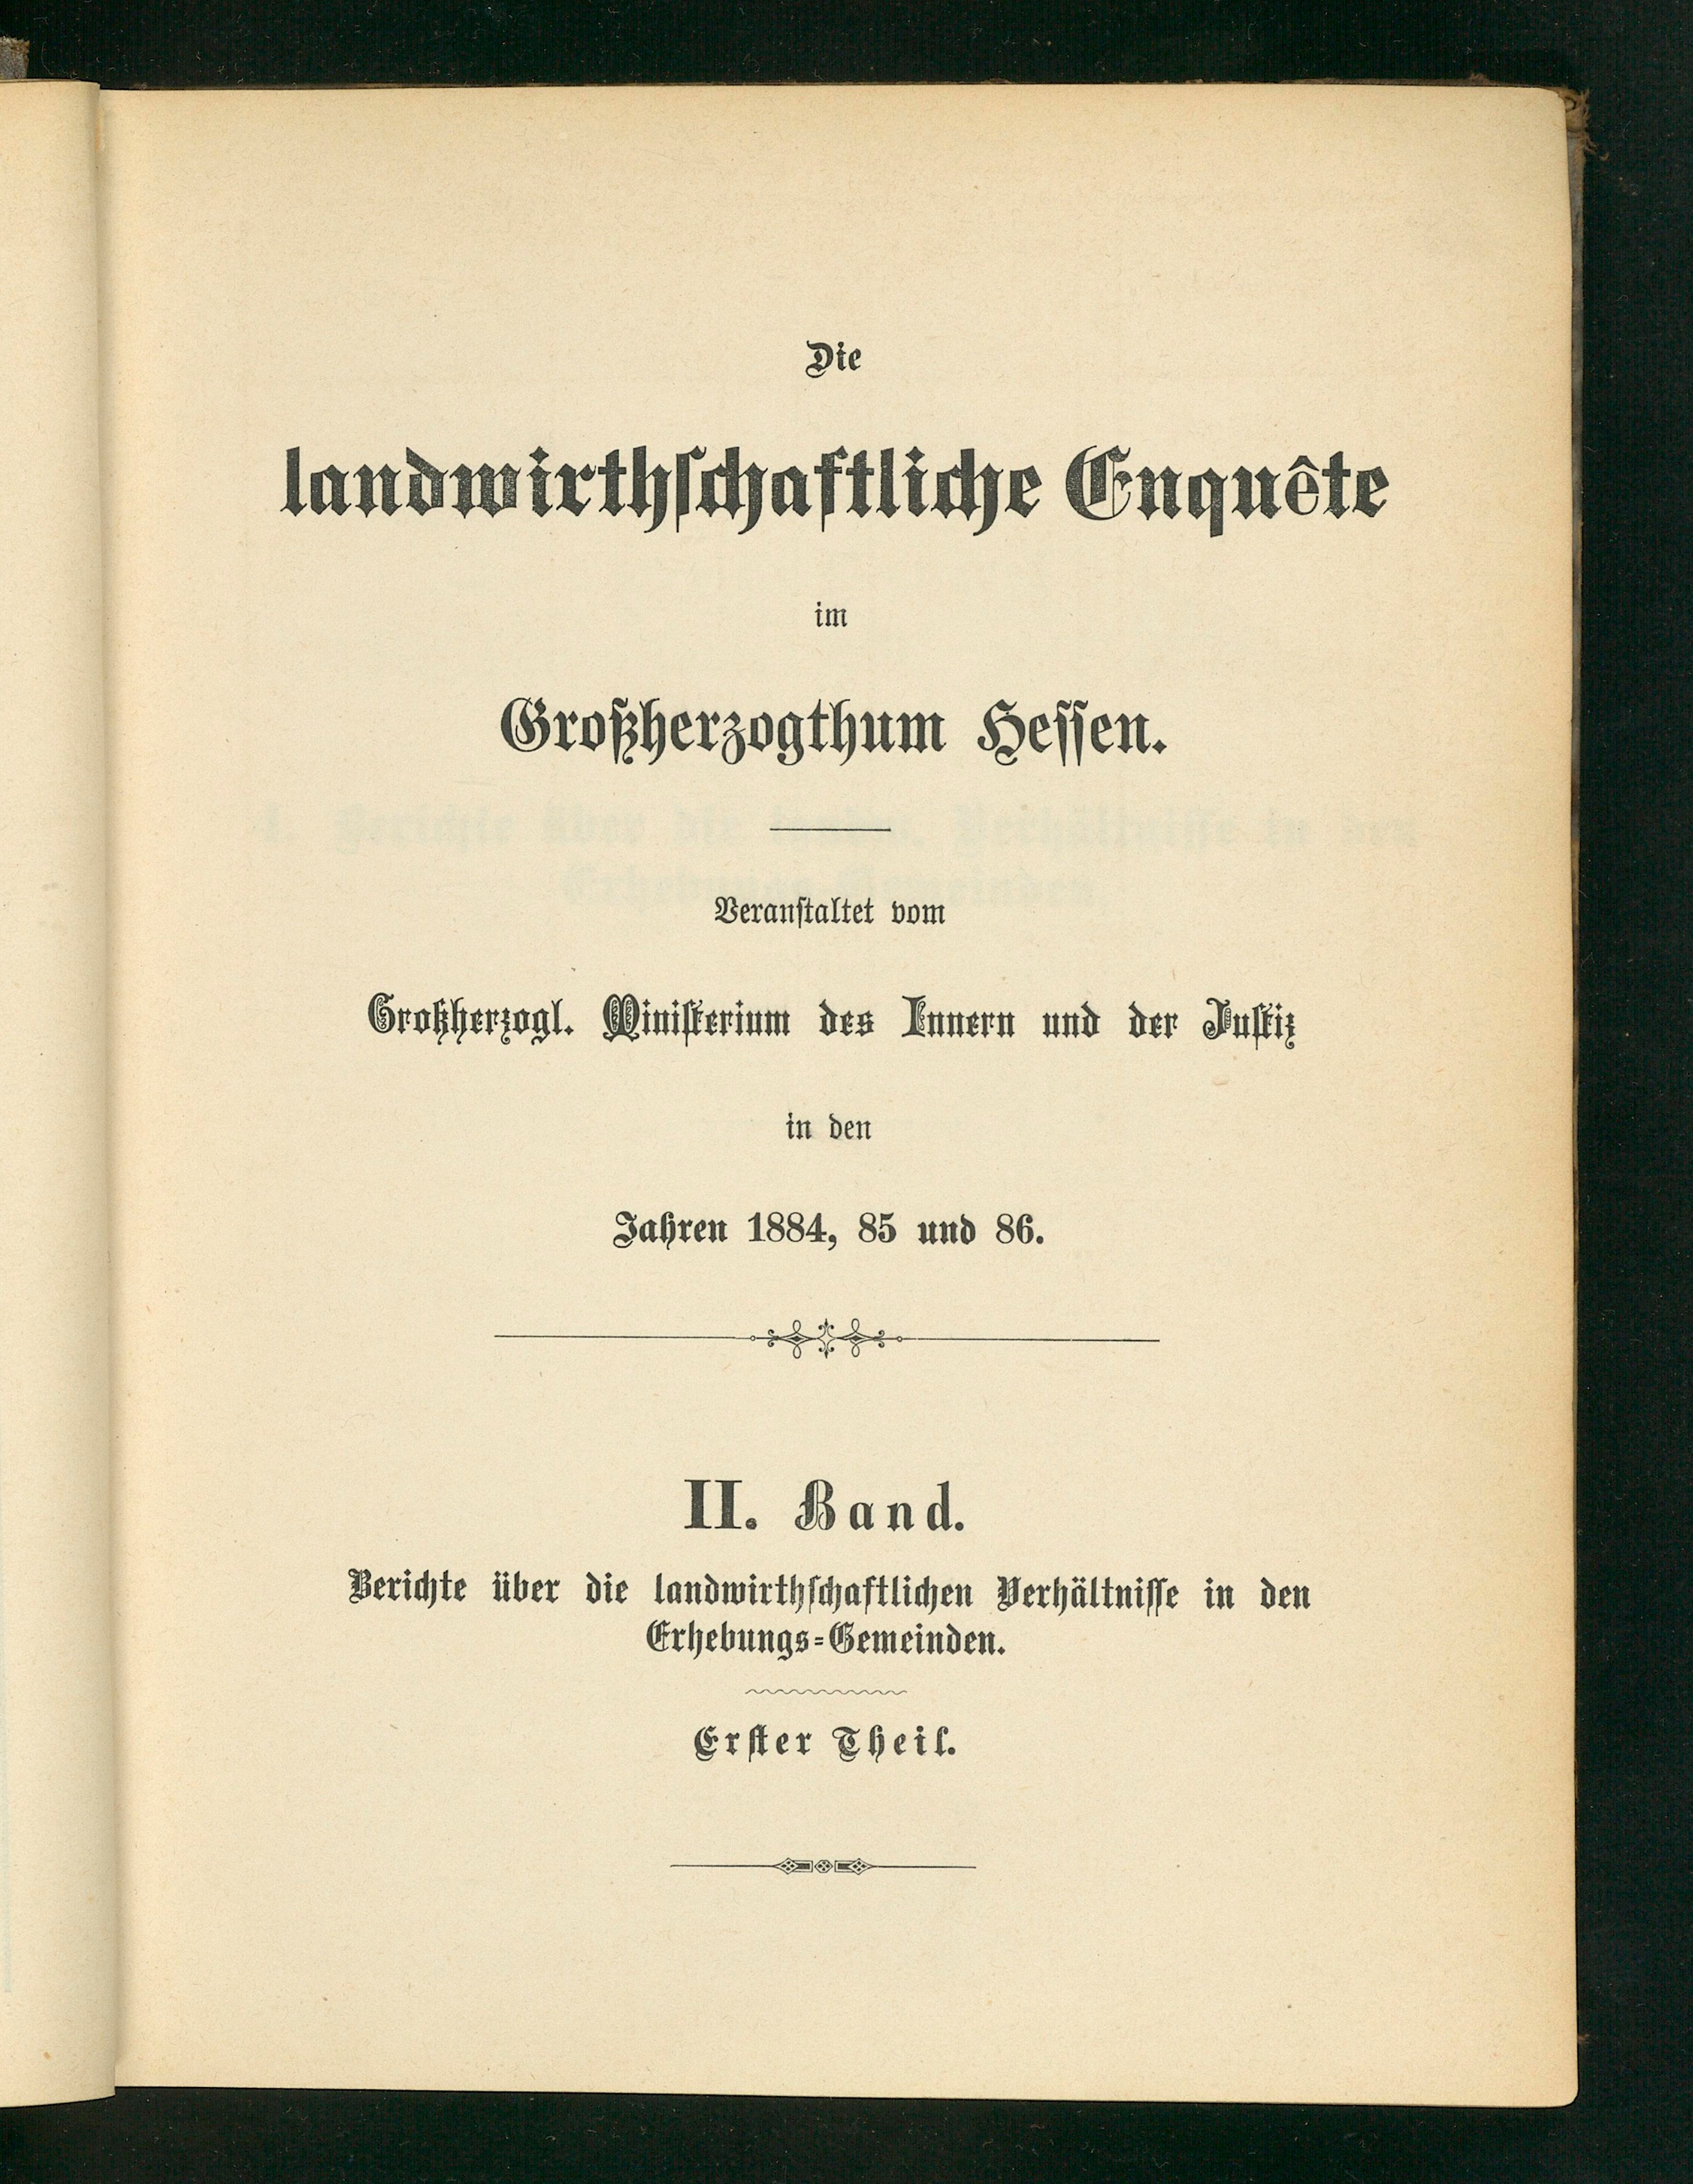 Die
landwirthschaftliche Enquête
im
Großherzogthum Hessen.
Veranstaltet vom
Großherzogl. Ministerium des Innern und der Justiz
in den
Jahren 1884, 85 und 86.
II. Band.
Berichte über die landwirthschaftlichen Verhältnisse in den
Erhebungs-Gemeinden.
Erster Theil.